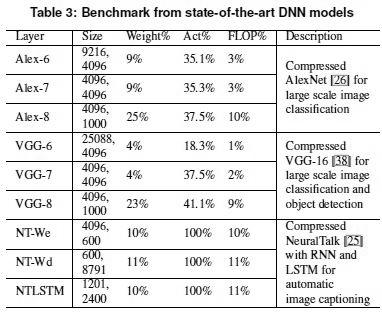 Table 3: Benchmark from state-of-the-art DNN models
Layer Size Weight% Act% FLOP% Description
Alex-6 9216, 4096 9% 35.1% 3%
Alex-7 4096, 4096 9% 35.3% 3%
Alex-8 4096, 1000 25% 37.5% 10%
Compressed
AlexNet [26] for
large scale image
classification
VGG-6 25088, 4096 4% 18.3% 1%
VGG-7 4096, 4096 4% 37.5% 2%
VGG-8 4096, 1000 23% 41.1% 9%
Compressed
VGG-16 [38] for
large scale image
classification and
object detection
NT-We 4096, 600 10% 100% 10%
NT-Wd 600, 8791 11% 100% 11%
NTLSTM 1201, 2400 10% 100% 11%
Compressed
NeuralTalk [25]
with RNN and
LSTM for
automatic
image captioning